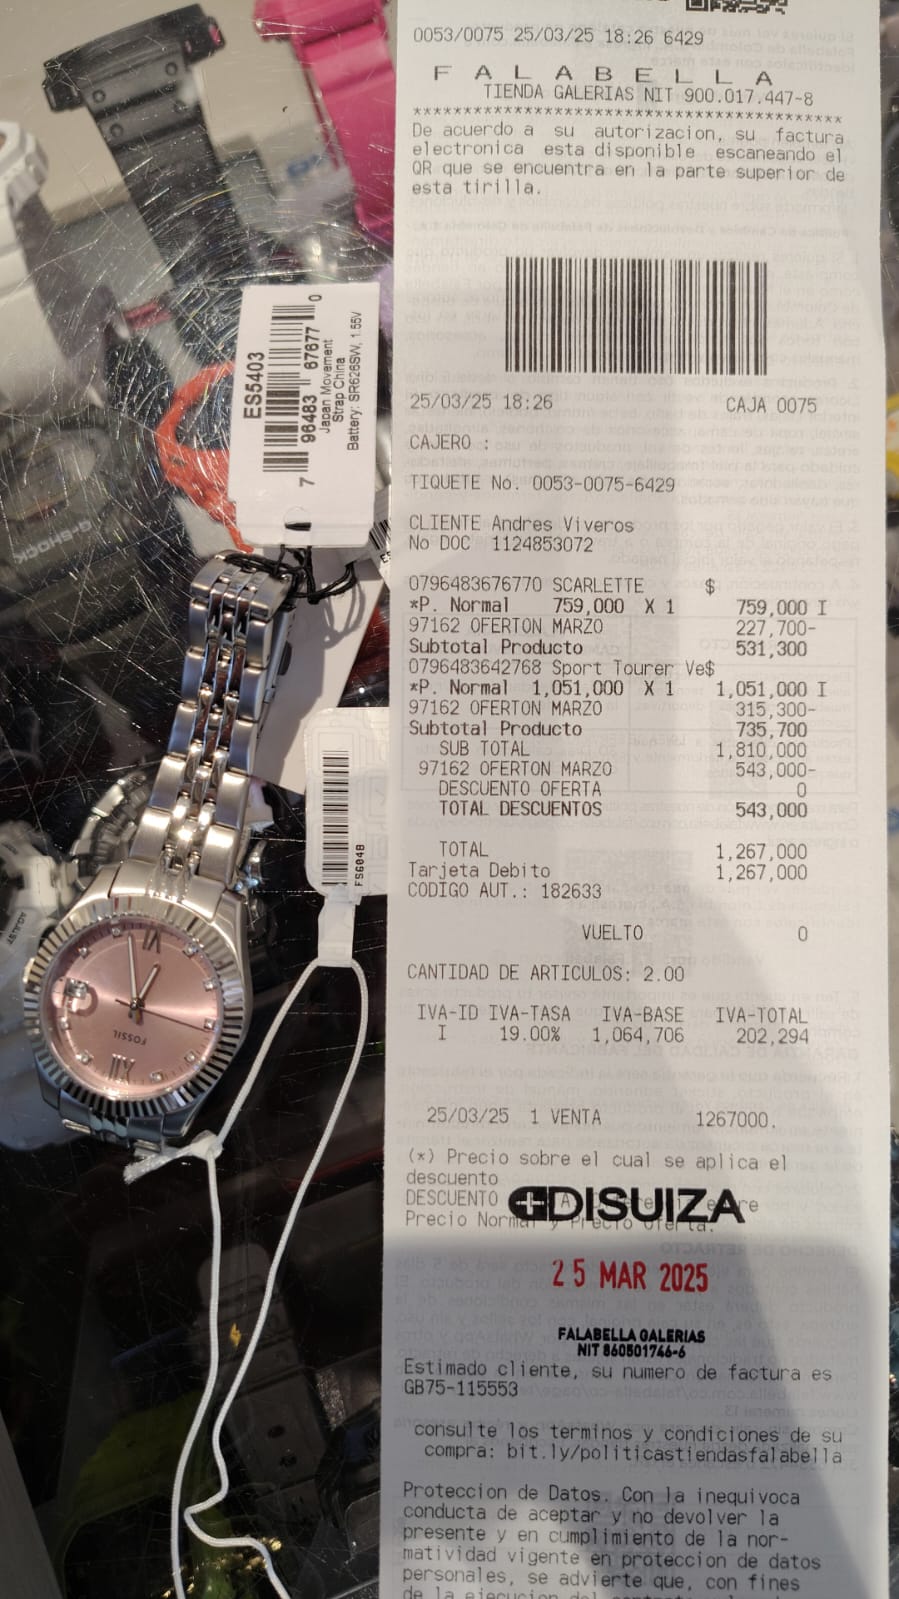 0053/0075 25/03/25 18:26 6429
F A L A B E L L A
TIENDA GALERIAS NIT 900.017.447-8
*******************************************
De acuerdo a su autorizacion, su factura
electronica esta disponible escaneando el
QR que se encuentra en la parte superior de
esta tirilla.
25/03/25 18:26 CAJA 0075
CAJERO :
TIQUETE No. 0053-0075-6429
CLIENTE Andres Viveros
No DOC 1124853072
0796483676770 SCARLETTE $
*P. Normal 759,000 X 1 759,000 I
97162 OFERTON MARZO 227,700-
Subtotal Producto 531,300
0796483642768 Sport Tourer Ve$
*P. Normal 1,051,000 X 1 1,051,000 I
97162 OFERTON MARZO 315,300-
Subtotal Producto 735,700
SUB TOTAL 1,810,000
97162 OFERTON MARZO 543,000-
DESCUENTO OFERTA 0
TOTAL DESCUENTOS 543,000
TOTAL 1,267,000
Tarjeta Debito 1,267,000
CODIGO AUT.: 182633
VUELTO 0
CANTIDAD DE ARTICULOS: 2.00
IVA-ID IVA-TASA IVA-BASE IVA-TOTAL
I 19.00% 1,064,706 202,294
25/03/25 1 VENTA 1267000.
(*) Precio sobre el cual se aplica el
descuento
DESCUENTO
Precio Normal y Precio Oferta.
DISUIZA
25 MAR 2025
FALABELLA GALERIAS
NIT 860501746-6
Estimado cliente, su numero de factura es
GB75-115553
consulte los terminos y condiciones de su
compra: bit.ly/politicastiendasfalabella
Proteccion de Datos. Con la inequivoca
conducta de aceptar y no devolver la
presente y en cumplimiento de la nor-
matividad vigente en proteccion de datos
personales, se advierte que, con fines
ES5403
7 96483 67677 0
Japan Movement
Strap China
Battery: SR626SW, 1.55V
FS6048
FOSSIL
XII
G-SHOCK
ADJUST